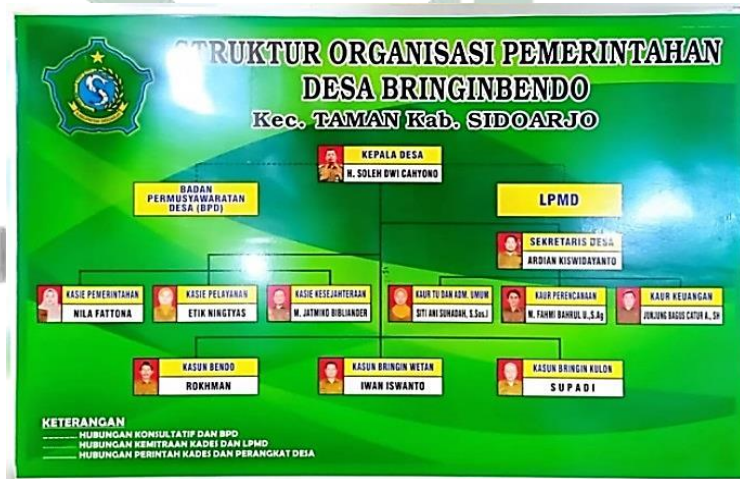 STRUKTUR ORGANISASI PEMERINTAHAN
DESA BRINGINBENDO
Kec. TAMAN Kab. SIDOARJO
KEPALA DESA
H. SOLEH DWI CAHYONO
BADAN
PERMUSYAWARATAN
DESA (BPD)
LPMD
SEKRETARIS DESA
ARDIAN KISWIDAYANTO
KASIE PEMERINTAHAN
NILA FATTONA
KASIE PELAYANAN
ETIK NINGTYAS
KASIE KESEJAHTERAAN
M. JATMIKO BIBLIANDER
KAUR TU DAN ADM. UMUM
SITI ANI SUHADAH, S.Sos.I
KAUR PERENCANAAN
M. FAHMI BAHRUL U.,S.Ag
KAUR KEUANGAN
JUNJUNG BAGUS CATUR A., SH
KASUN BENDO
ROKHMAN
KASUN BRINGIN WETAN
IWAN ISWANTO
KASUN BRINGIN KULON
SUPADI
KETERANGAN
HUBUNGAN KONSULTATIF DAN BPD
HUBUNGAN KEMITRAAN KADES DAN LPMD
HUBUNGAN PERINTAH KADES DAN PERANGKAT DESA